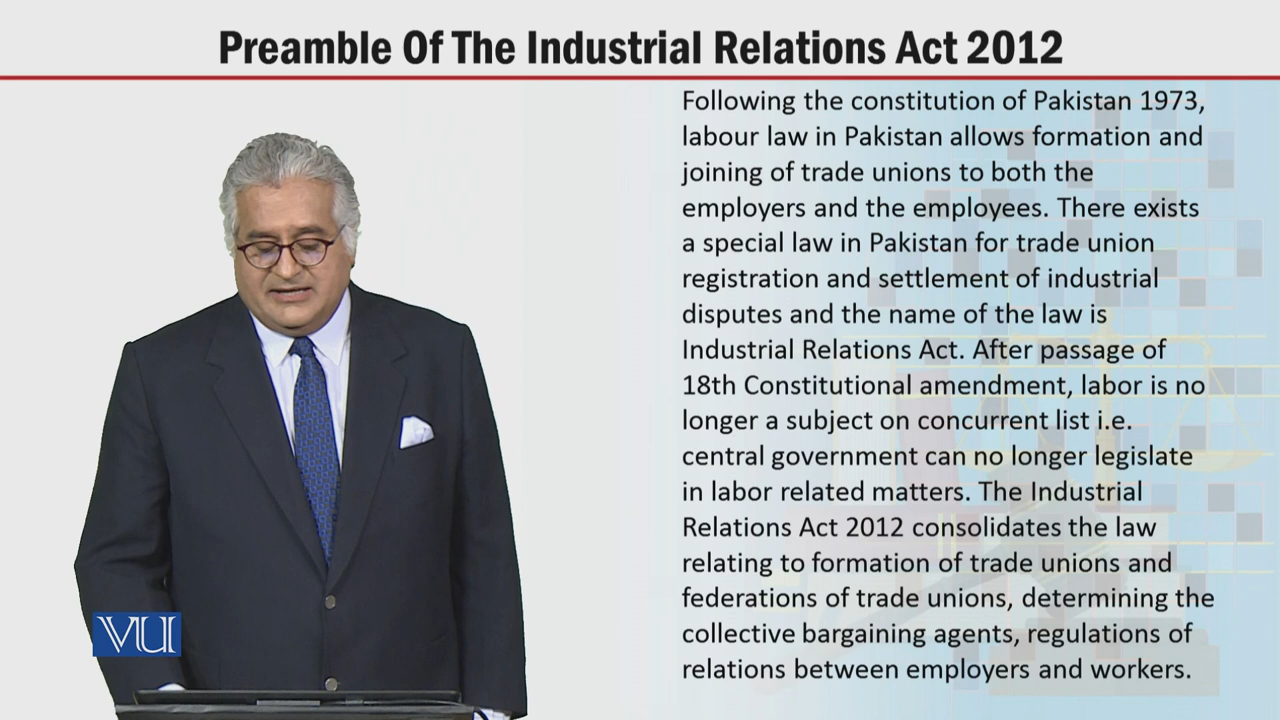 Preamble Of The Industrial Relations Act 2012
Following the constitution of Pakistan 1973,
labour law in Pakistan allows formation and
joining of trade unions to both the
employers and the employees. There exists
a special law in Pakistan for trade union
registration and settlement of industrial
disputes and the name of the law is
Industrial Relations Act. After passage of
18th Constitutional amendment, labor is no
longer a subject on concurrent list i.e.
central government can no longer legislate
in labor related matters. The Industrial
Relations Act 2012 consolidates the law
relating to formation of trade unions and
federations of trade unions, determining the
collective bargaining agents, regulations of
relations between employers and workers.
VU